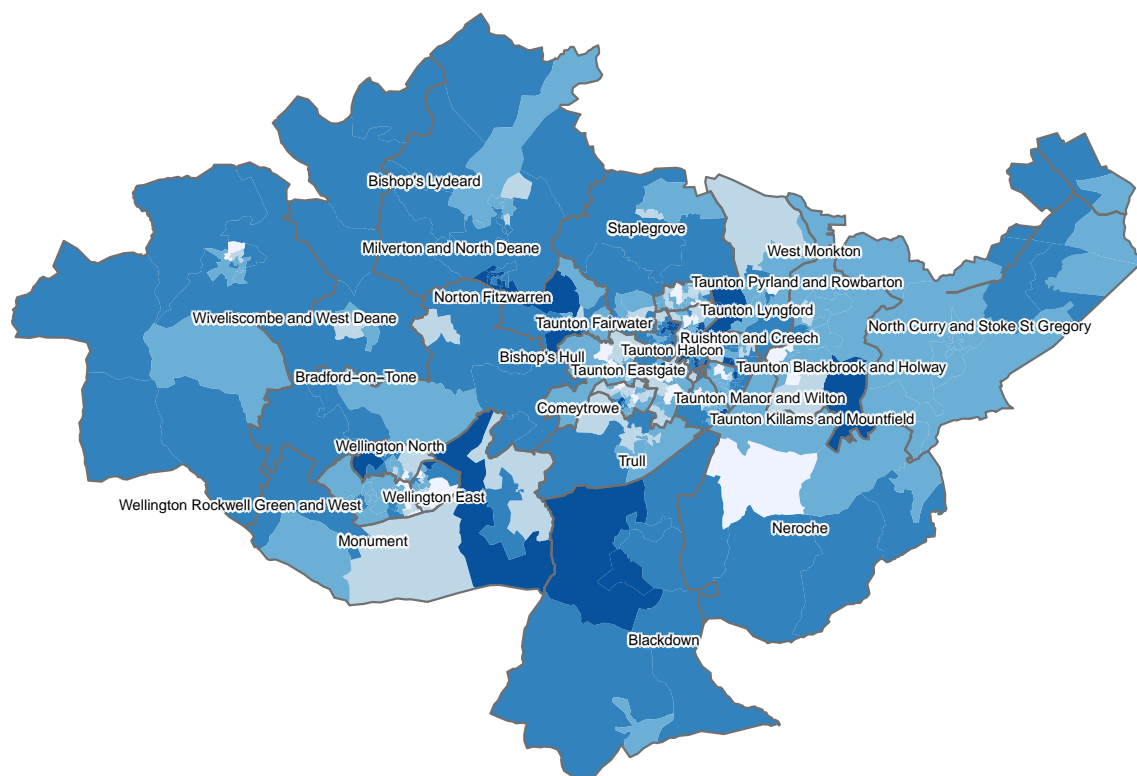 Bishop's Lydeard
Staplegrove
Milverton and North Deane
West Monkton
Taunton Pyrland and Rowbarton
Norton Fitzwarren
Taunton Lyngford
Wiveliscombe and West Deane
Taunton Fairwater
North Curry and Stoke St Gregory
Ruishton and Creech
Taunton Halcon
Bishop's Hull
Taunton Eastgate
Taunton Blackbrook and Holway
Bradford−on−Tone
Taunton Manor and Wilton
Comeytrowe
Taunton Killams and Mountfield
Wellington North
Trull
Wellington East
Wellington Rockwell Green and West
Neroche
Monument
Blackdown